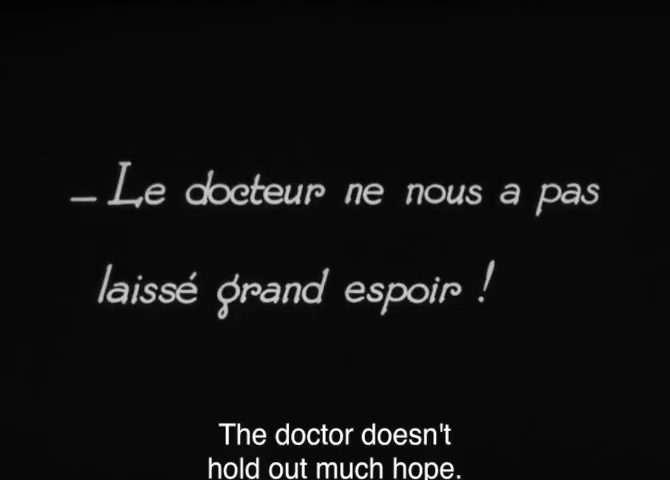 — Le docteur ne nous a pas
laissé grand espoir !
The doctor doesn't
hold out much hope.